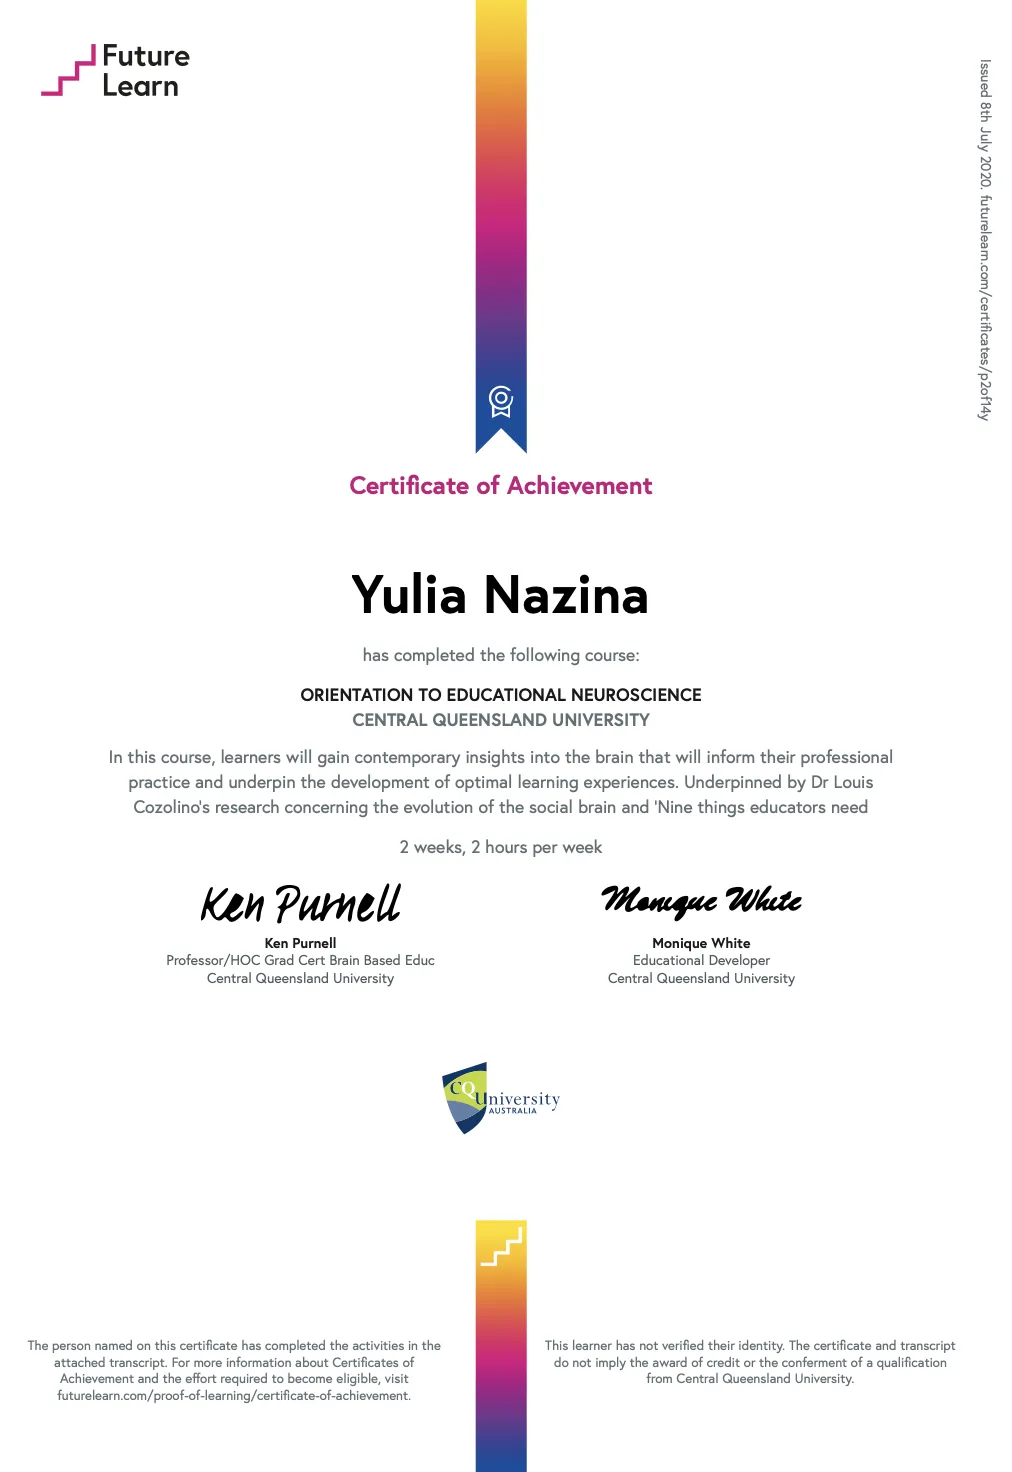 Future
Learn
Issued 8th July 2020. futurelearn.com/certificates/p2of14y
Certificate of Achievement
Yulia Nazina
has completed the following course:
ORIENTATION TO EDUCATIONAL NEUROSCIENCE
CENTRAL QUEENSLAND UNIVERSITY
In this course, learners will gain contemporary insights into the brain that will inform their professional
practice and underpin the development of optimal learning experiences. Underpinned by Dr Louis
Cozolino's research concerning the evolution of the social brain and 'Nine things educators need
2 weeks, 2 hours per week
Ken Purnell
Ken Purnell
Professor/HOC Grad Cert Brain Based Educ
Central Queensland University
Monique White
Monique White
Educational Developer
Central Queensland University
CQUniversity
AUSTRALIA
The person named on this certificate has completed the activities in the
attached transcript. For more information about Certificates of
Achievement and the effort required to become eligible, visit
futurelearn.com/proof-of-learning/certificate-of-achievement.
This learner has not verified their identity. The certificate and transcript
do not imply the award of credit or the conferment of a qualification
from Central Queensland University.